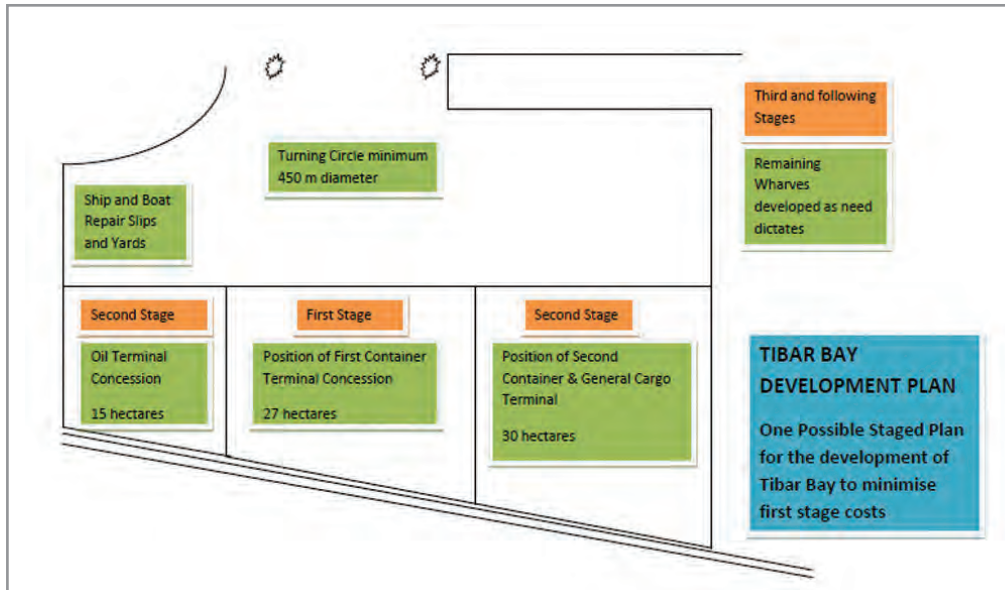 Turning Circle minimum
450 m diameter
Third and following
Stages
Remaining
Wharves
developed as need
dictates
Ship and Boat
Repair Slips
and Yards
Second Stage
Oil Terminal
Concession
15 hectares
First Stage
Position of First Container
Terminal Concession
27 hectares
Second Stage
Position of Second
Container & General Cargo
Terminal
30 hectares
TIBAR BAY
DEVELOPMENT PLAN
One Possible Staged Plan
for the development of
Tibar Bay to minimise
first stage costs